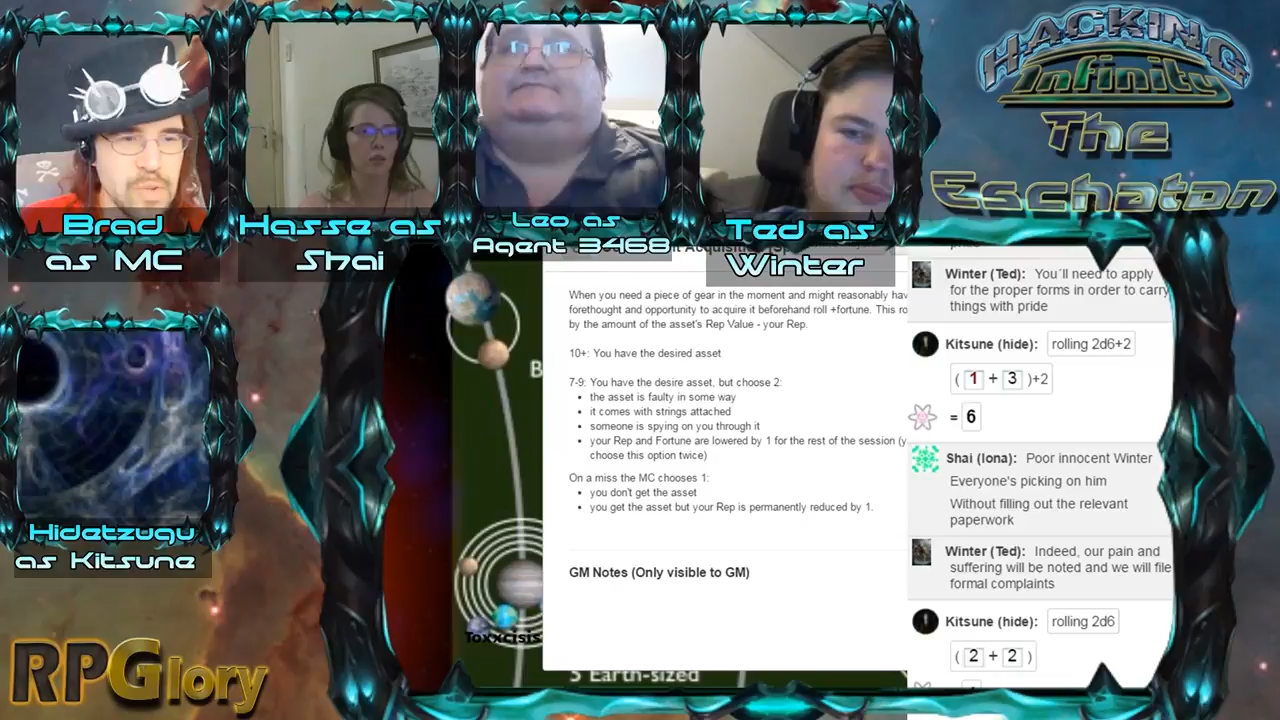 HACKING
Infinity
The
Eschaton
Brad
as MC
Hasse as
Shai
Leo as
Agent 3468
Ted as
Winter
Hidetzugu
as Kitsune
RPGlory
When you need a piece of gear in the moment and might reasonably hav
forethought and opportunity to acquire it beforehand roll +fortune. This ro
by the amount of the asset's Rep Value - your Rep.
10+: You have the desired asset
7-9: You have the desire asset, but choose 2:
• the asset is faulty in some way
• it comes with strings attached
• someone is spying on you through it
• your Rep and Fortune are lowered by 1 for the rest of the session (y
choose this option twice)
On a miss the MC chooses 1:
• you don't get the asset
• you get the asset but your Rep is permanently reduced by 1.
GM Notes (Only visible to GM)
B
Toxxcisis
5 Earth-sized
Winter (Ted): You`ll need to apply
for the proper forms in order to carry
things with pride
Kitsune (hide): rolling 2d6+2
( 1 + 3 )+2
= 6
Shai (Iona): Poor innocent Winter
Everyone's picking on him
Without filling out the relevant
paperwork
Winter (Ted): Indeed, our pain and
suffering will be noted and we will file
formal complaints
Kitsune (hide): rolling 2d6
( 2 + 2 )